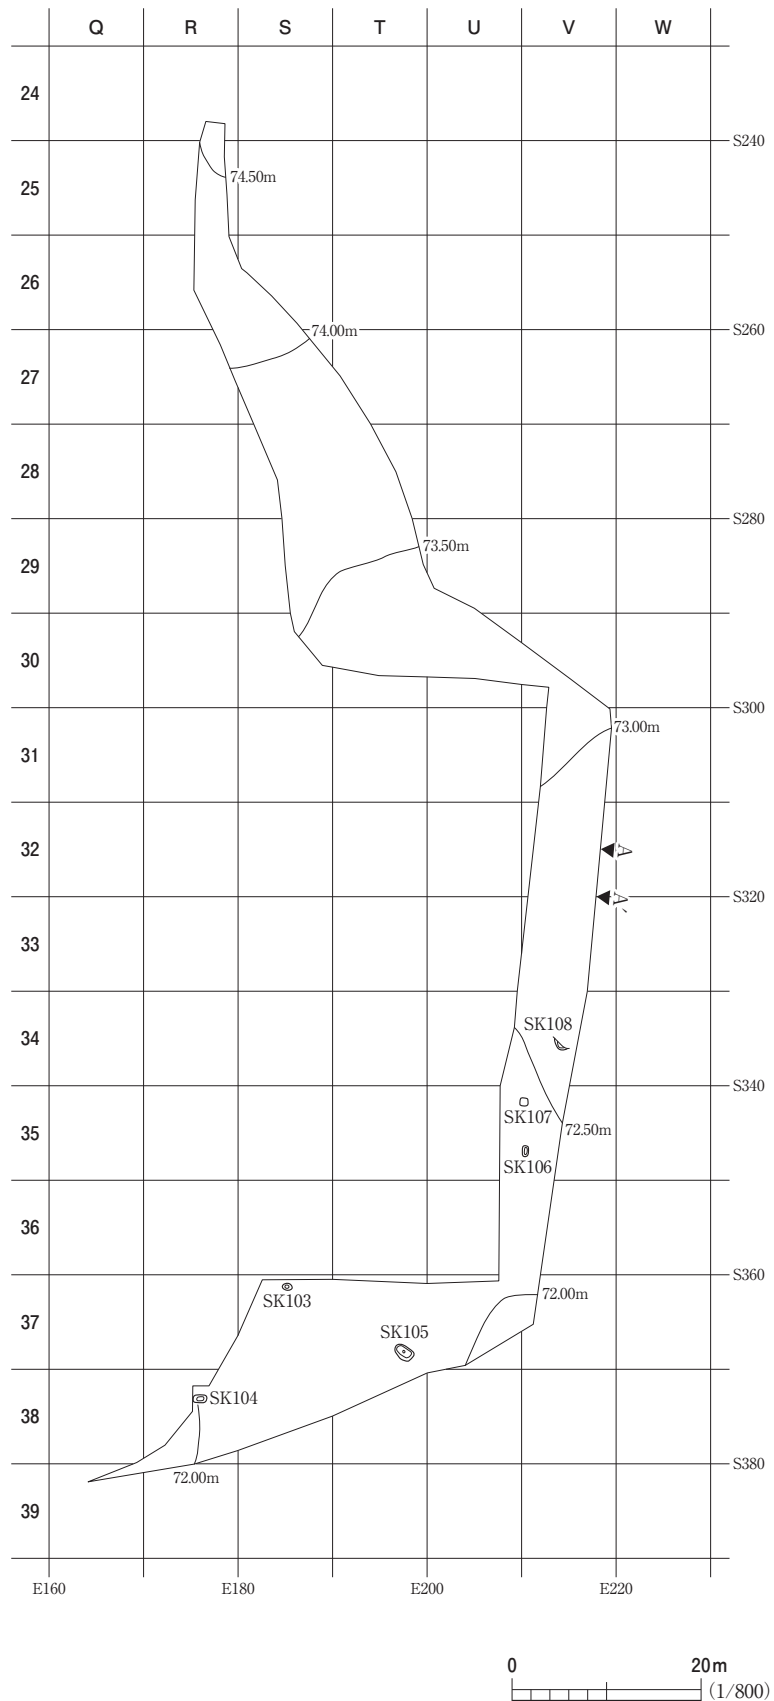 Q R S T U V W
24
S240
25
74.50m
26
74.00m
S260
27
28
S280
73.50m
29
30
S300
73.00m
31
32
A
S320
A'
33
SK108
34
S340
SK107
72.50m
35
SK106
36
S360
72.00m
SK103
37
SK105
SK104
38
S380
72.00m
39
E160 E180 E200 E220
0 20m
(1/800)